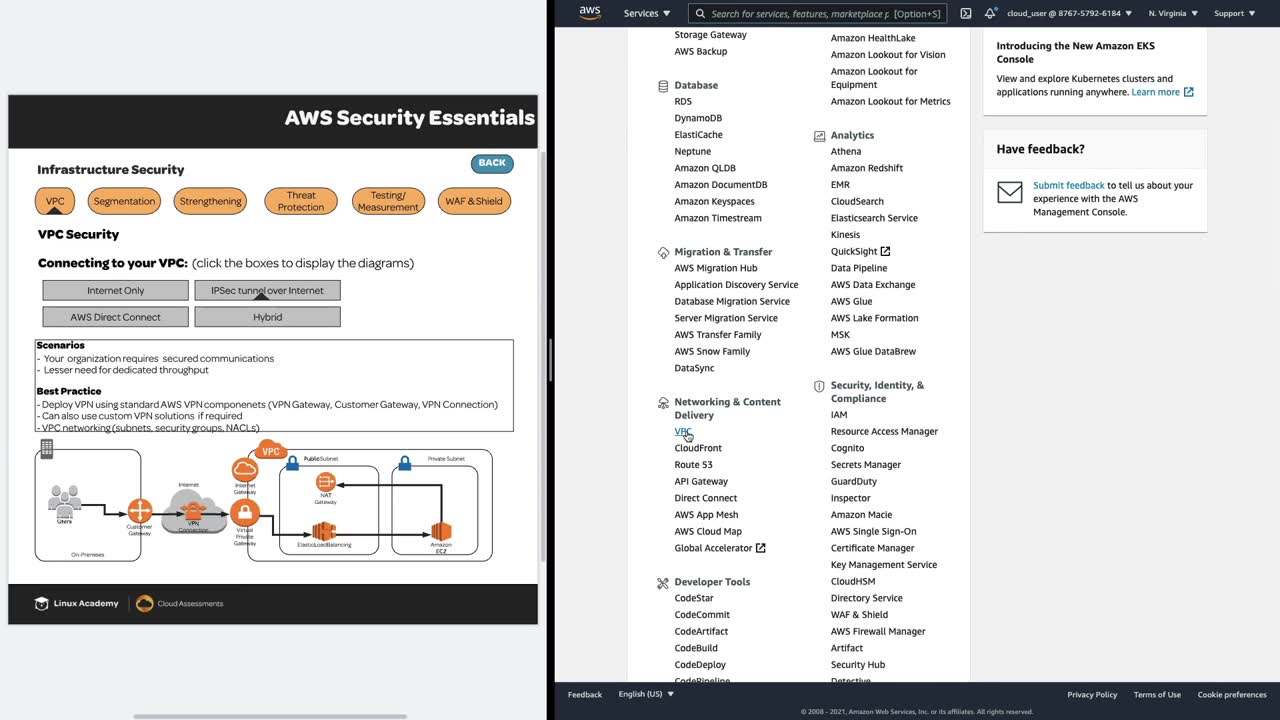 AWS Security Essentials
Infrastructure Security
BACK
VPC
Segmentation
Strengthening
Threat
Protection
Testing/
Measurement
WAF & Shield
VPC Security
Connecting to your VPC: (click the boxes to display the diagrams)
Internet Only
IPSec tunnel over Internet
AWS Direct Connect
Hybrid
Scenarios
- Your organization requires secured communications
- Lesser need for dedicated throughput
Best Practice
- Deploy VPN using standard AWS VPN componenets (VPN Gateway, Customer Gateway, VPN Connection)
- Can also use custom VPN solutions if required
- VPC networking (subnets, security groups, NACLs)
VPC
Public Subnet
Private Subnet
Internet
Internet
Gateway
NAT
Gateway
Users
Customer
Gateway
VPN
Connection
Virtual
Private
Gateway
ElasticLoadBalancing
Amazon
EC2
On-Premises
Linux Academy
Cloud Assessments
aws
Services
Search for services, features, marketplace p
[Option+S]
cloud_user @ 8767-5792-6184
N. Virginia
Support
Storage Gateway
AWS Backup
Database
RDS
DynamoDB
ElastiCache
Neptune
Amazon QLDB
Amazon DocumentDB
Amazon Keyspaces
Amazon Timestream
Migration & Transfer
AWS Migration Hub
Application Discovery Service
Database Migration Service
Server Migration Service
AWS Transfer Family
AWS Snow Family
DataSync
Networking & Content
Delivery
VPC
CloudFront
Route 53
API Gateway
Direct Connect
AWS App Mesh
AWS Cloud Map
Global Accelerator
Developer Tools
CodeStar
CodeCommit
CodeArtifact
CodeBuild
CodeDeploy
CodePipeline
Amazon HealthLake
Amazon Lookout for Vision
Amazon Lookout for
Equipment
Amazon Lookout for Metrics
Analytics
Athena
Amazon Redshift
EMR
CloudSearch
Elasticsearch Service
Kinesis
QuickSight
Data Pipeline
AWS Data Exchange
AWS Glue
AWS Lake Formation
MSK
AWS Glue DataBrew
Security, Identity, &
Compliance
IAM
Resource Access Manager
Cognito
Secrets Manager
GuardDuty
Inspector
Amazon Macie
AWS Single Sign-On
Certificate Manager
Key Management Service
CloudHSM
Directory Service
WAF & Shield
AWS Firewall Manager
Artifact
Security Hub
Detective
Introducing the New Amazon EKS
Console
View and explore Kubernetes clusters and
applications running anywhere. Learn more
Have feedback?
Submit feedback to tell us about your
experience with the AWS
Management Console.
Feedback
English (US)
Privacy Policy
Terms of Use
Cookie preferences
© 2008 - 2021, Amazon Web Services, Inc. or its affiliates. All rights reserved.